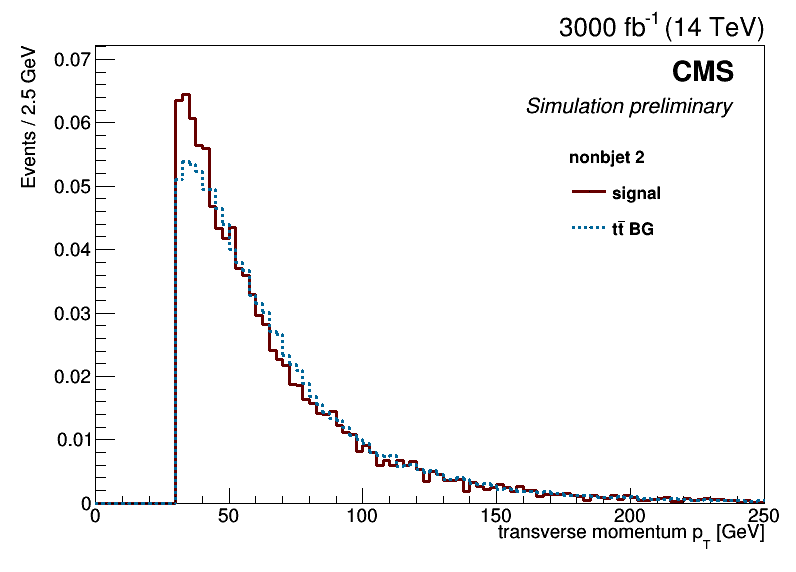 3000 fb⁻¹ (14 TeV)
CMS
Simulation preliminary
Events / 2.5 GeV
0.07
0.06
0.05
0.04
0.03
0.02
0.01
0
nonbjet 2
signal
tt̄ BG
0 50 100 150 200 250
transverse momentum p_T [GeV]